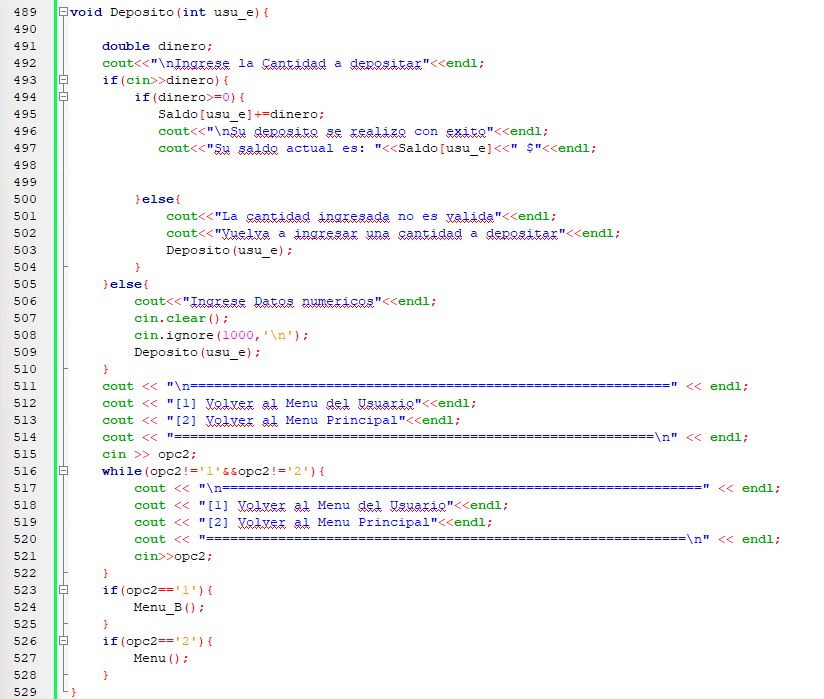 489 void Deposito(int usu_e){
490
491 double dinero;
492 cout<<"\nIngrese la Cantidad a depositar"<<endl;
493 if(cin>>dinero){
494 if(dinero>=0){
495 Saldo[usu_e]+=dinero;
496 cout<<"\nSu deposito se realizo con exito"<<endl;
497 cout<<"Su saldo actual es: "<<Saldo[usu_e]<<" $"<<endl;
498
499
500 }else{
501 cout<<"La cantidad ingresada no es valida"<<endl;
502 cout<<"Vuelva a ingresar una cantidad a depositar"<<endl;
503 Deposito(usu_e);
504 }
505 }else{
506 cout<<"Ingrese Datos numericos"<<endl;
507 cin.clear();
508 cin.ignore(1000,'\n');
509 Deposito(usu_e);
510 }
511 cout << "\n============================================================" << endl;
512 cout << "[1] Volver al Menu del Usuario"<<endl;
513 cout << "[2] Volver al Menu Principal"<<endl;
514 cout << "============================================================\n" << endl;
515 cin >> opc2;
516 while(opc2!='1'&&opc2!='2'){
517 cout << "\n============================================================" << endl;
518 cout << "[1] Volver al Menu del Usuario"<<endl;
519 cout << "[2] Volver al Menu Principal"<<endl;
520 cout << "============================================================\n" << endl;
521 cin>>opc2;
522 }
523 if(opc2=='1'){
524 Menu_B();
525 }
526 if(opc2=='2'){
527 Menu();
528 }
529 }